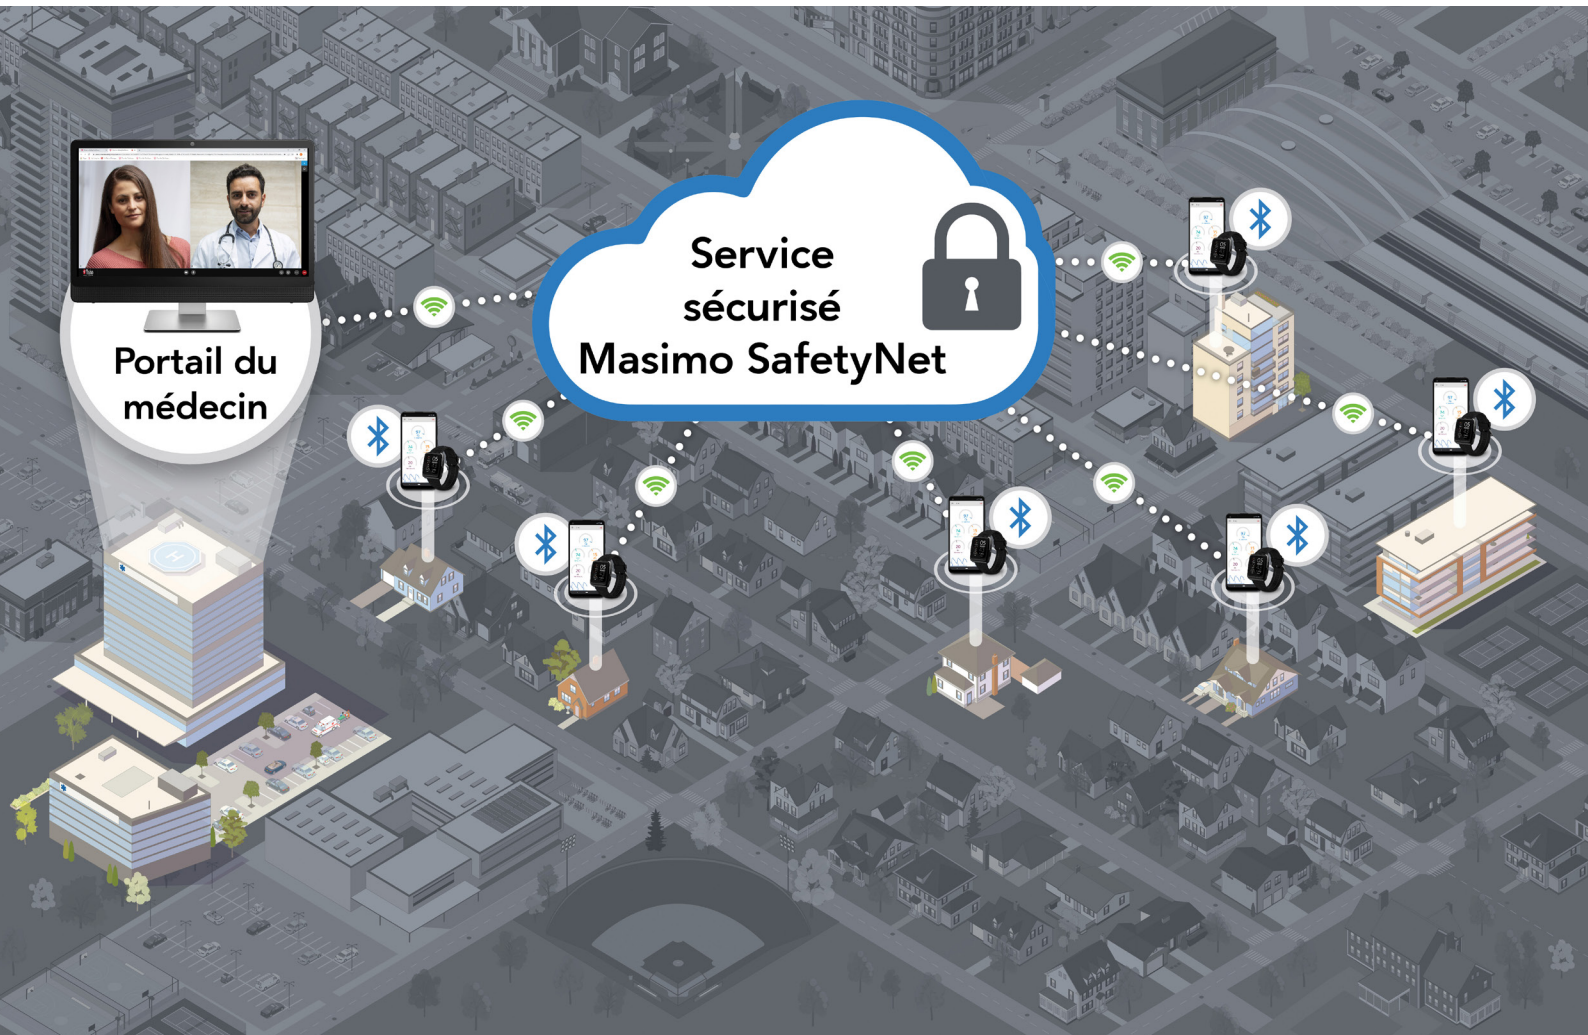 Service
sécurisé
Masimo SafetyNet
Portail du
médecin
H